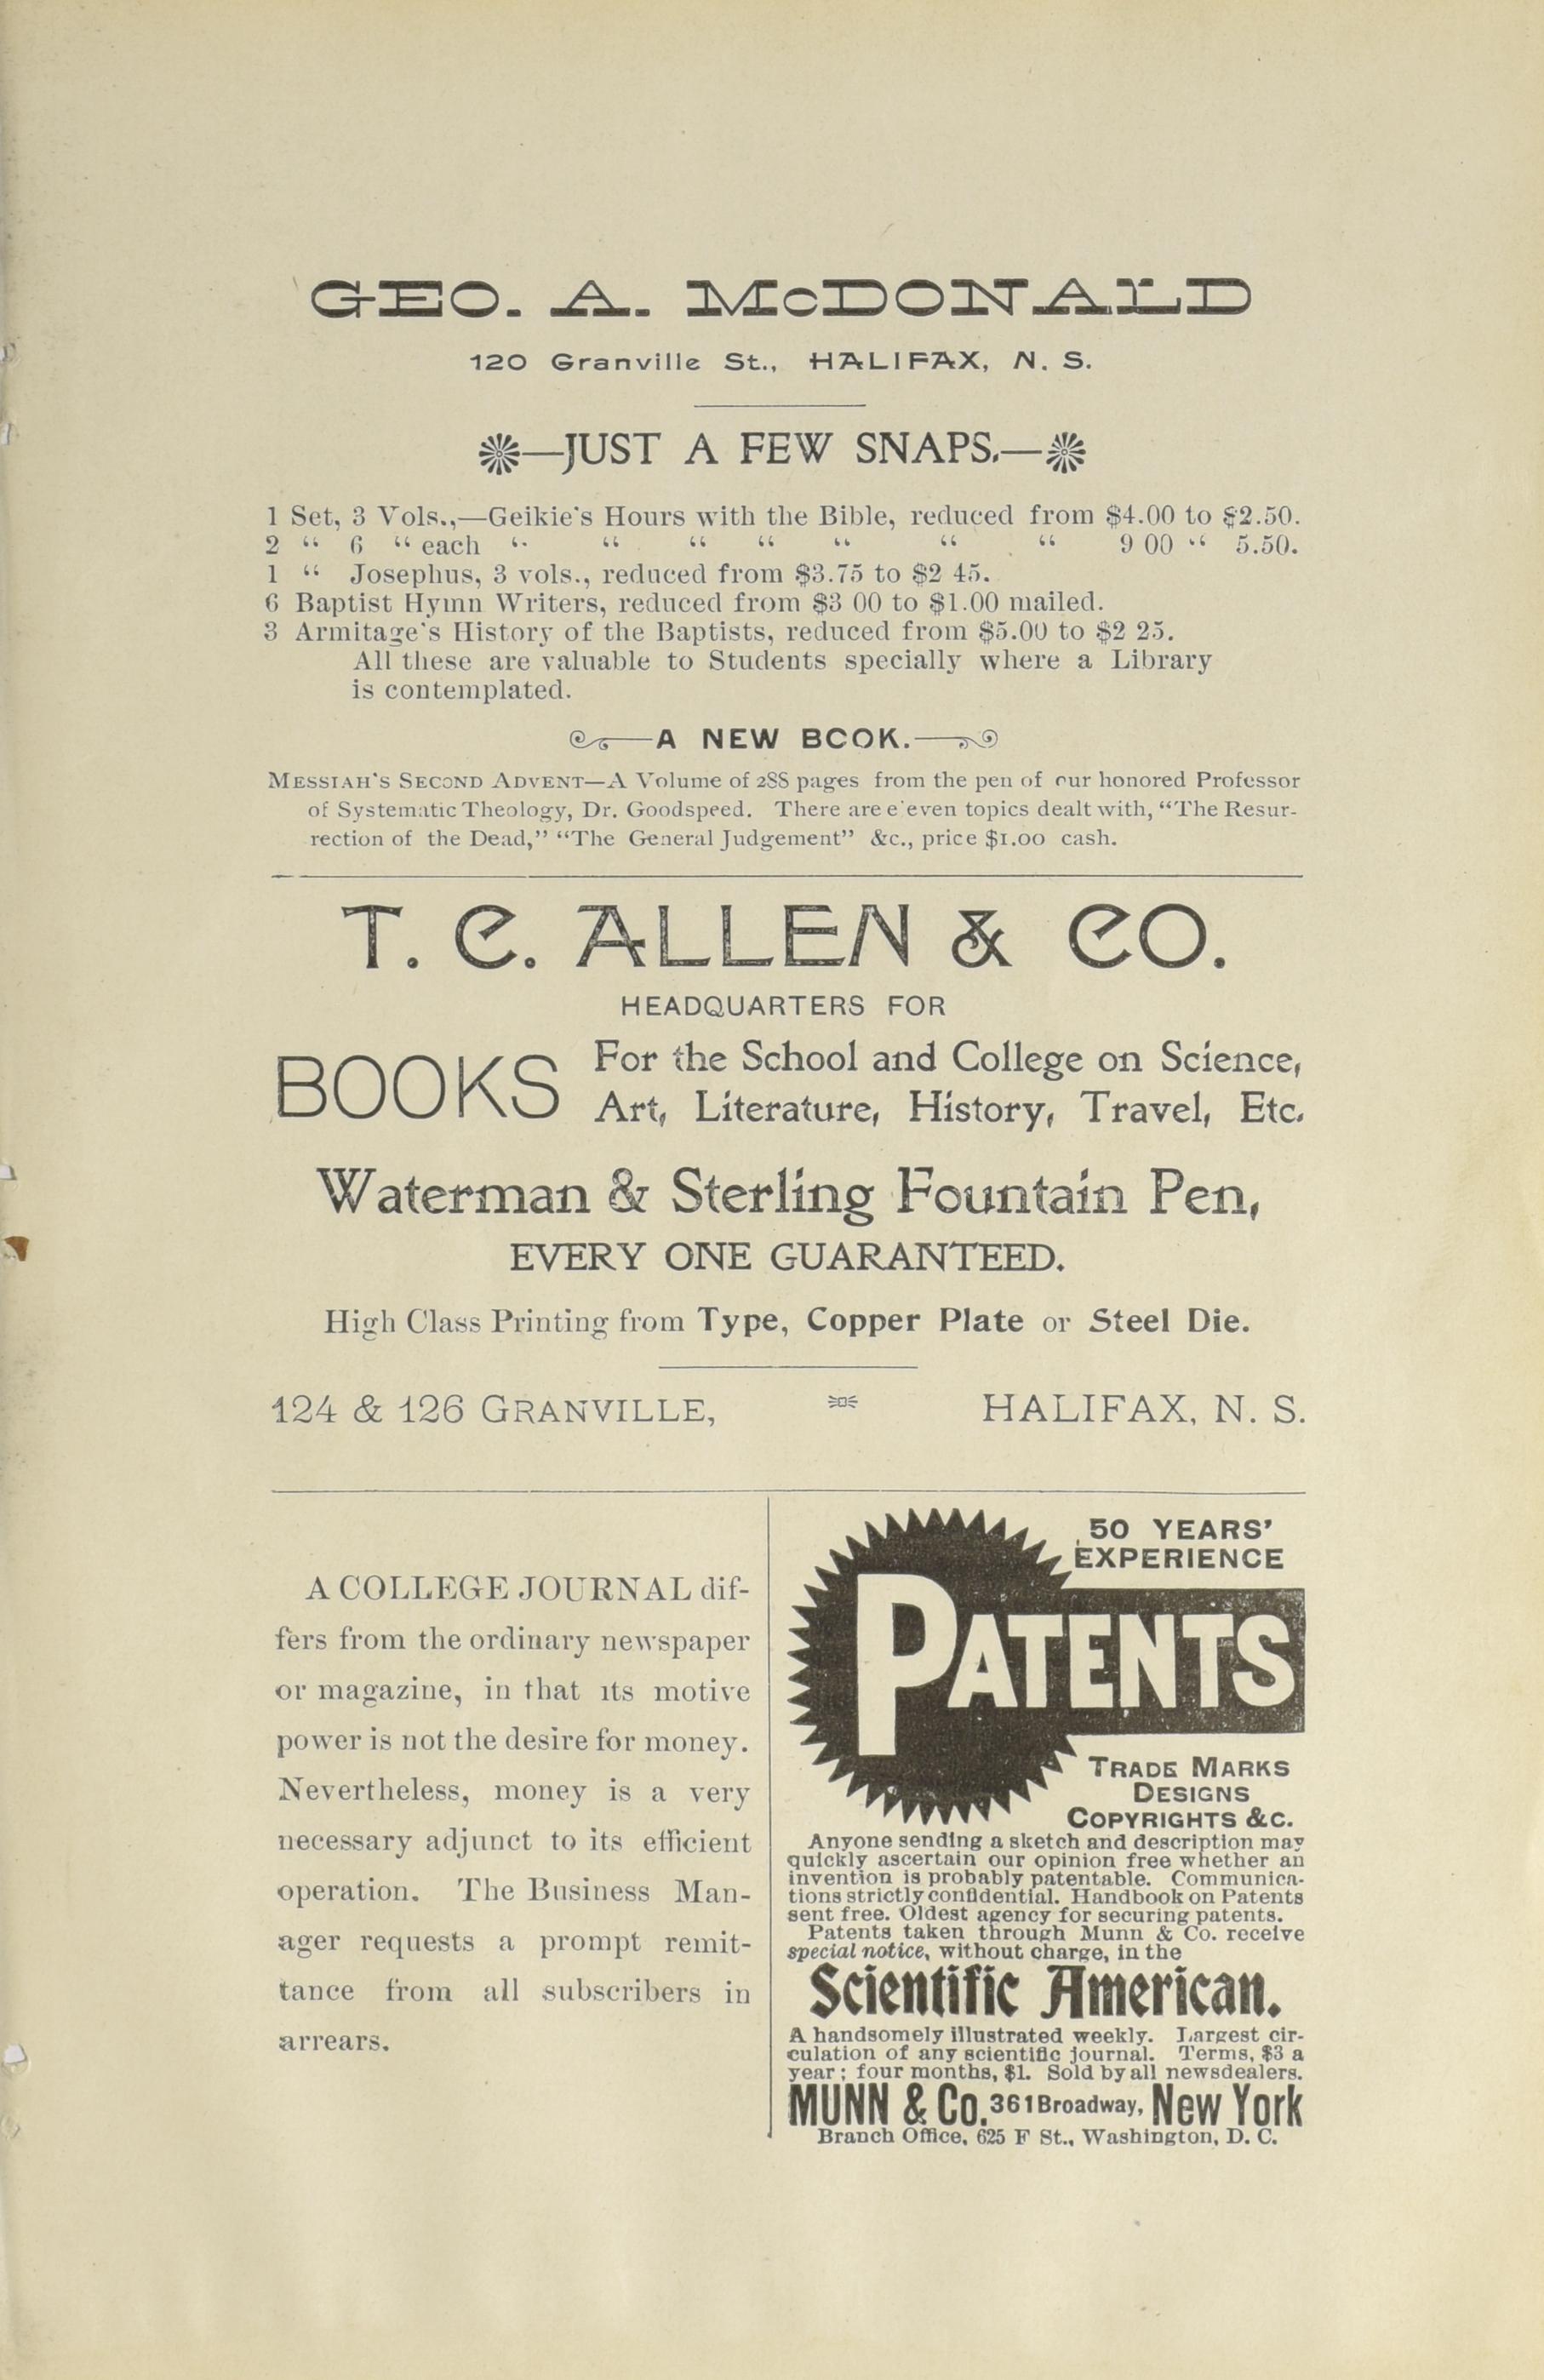 GEO. A. McDONALD
120 Granville St., HALIFAX, N. S.
—JUST A FEW SNAPS.—
1 Set, 3 Vols.,—Geikie's Hours with the Bible, reduced from $4.00 to $2.50.
2 “ 6 “ each “ “ “ “ “ “ “ 9 00 “ 5.50.
1 “ Josephus, 3 vols., reduced from $3.75 to $2 45.
6 Baptist Hymn Writers, reduced from $3 00 to $1.00 mailed.
3 Armitage's History of the Baptists, reduced from $5.00 to $2 25.
All these are valuable to Students specially where a Library
is contemplated.
—A NEW BCOK.—
MESSIAH'S SECOND ADVENT—A Volume of 288 pages from the pen of our honored Professor
of Systematic Theology, Dr. Goodspeed. There are e'even topics dealt with, “The Resur-
rection of the Dead,” “The General Judgement” &c., price $1.00 cash.
T. C. ALLEN & CO.
HEADQUARTERS FOR
BOOKS
For the School and College on Science,
Art, Literature, History, Travel, Etc.
Waterman & Sterling Fountain Pen,
EVERY ONE GUARANTEED.
High Class Printing from Type, Copper Plate or Steel Die.
124 & 126 GRANVILLE, HALIFAX, N. S.
A COLLEGE JOURNAL dif-
fers from the ordinary newspaper
or magazine, in that its motive
power is not the desire for money.
Nevertheless, money is a very
necessary adjunct to its efficient
operation. The Business Man-
ager requests a prompt remit-
tance from all subscribers in
arrears.
50 YEARS'
EXPERIENCE
PATENTS
TRADE MARKS
DESIGNS
COPYRIGHTS &C.
Anyone sending a sketch and description may
quickly ascertain our opinion free whether an
invention is probably patentable. Communica-
tions strictly confidential. Handbook on Patents
sent free. Oldest agency for securing patents.
Patents taken through Munn & Co. receive
special notice, without charge, in the
Scientific American.
A handsomely illustrated weekly. Largest cir-
culation of any scientific journal. Terms, $3 a
year; four months, $1. Sold by all newsdealers.
MUNN & Co. 361 Broadway, New York
Branch Office, 625 F St., Washington, D. C.